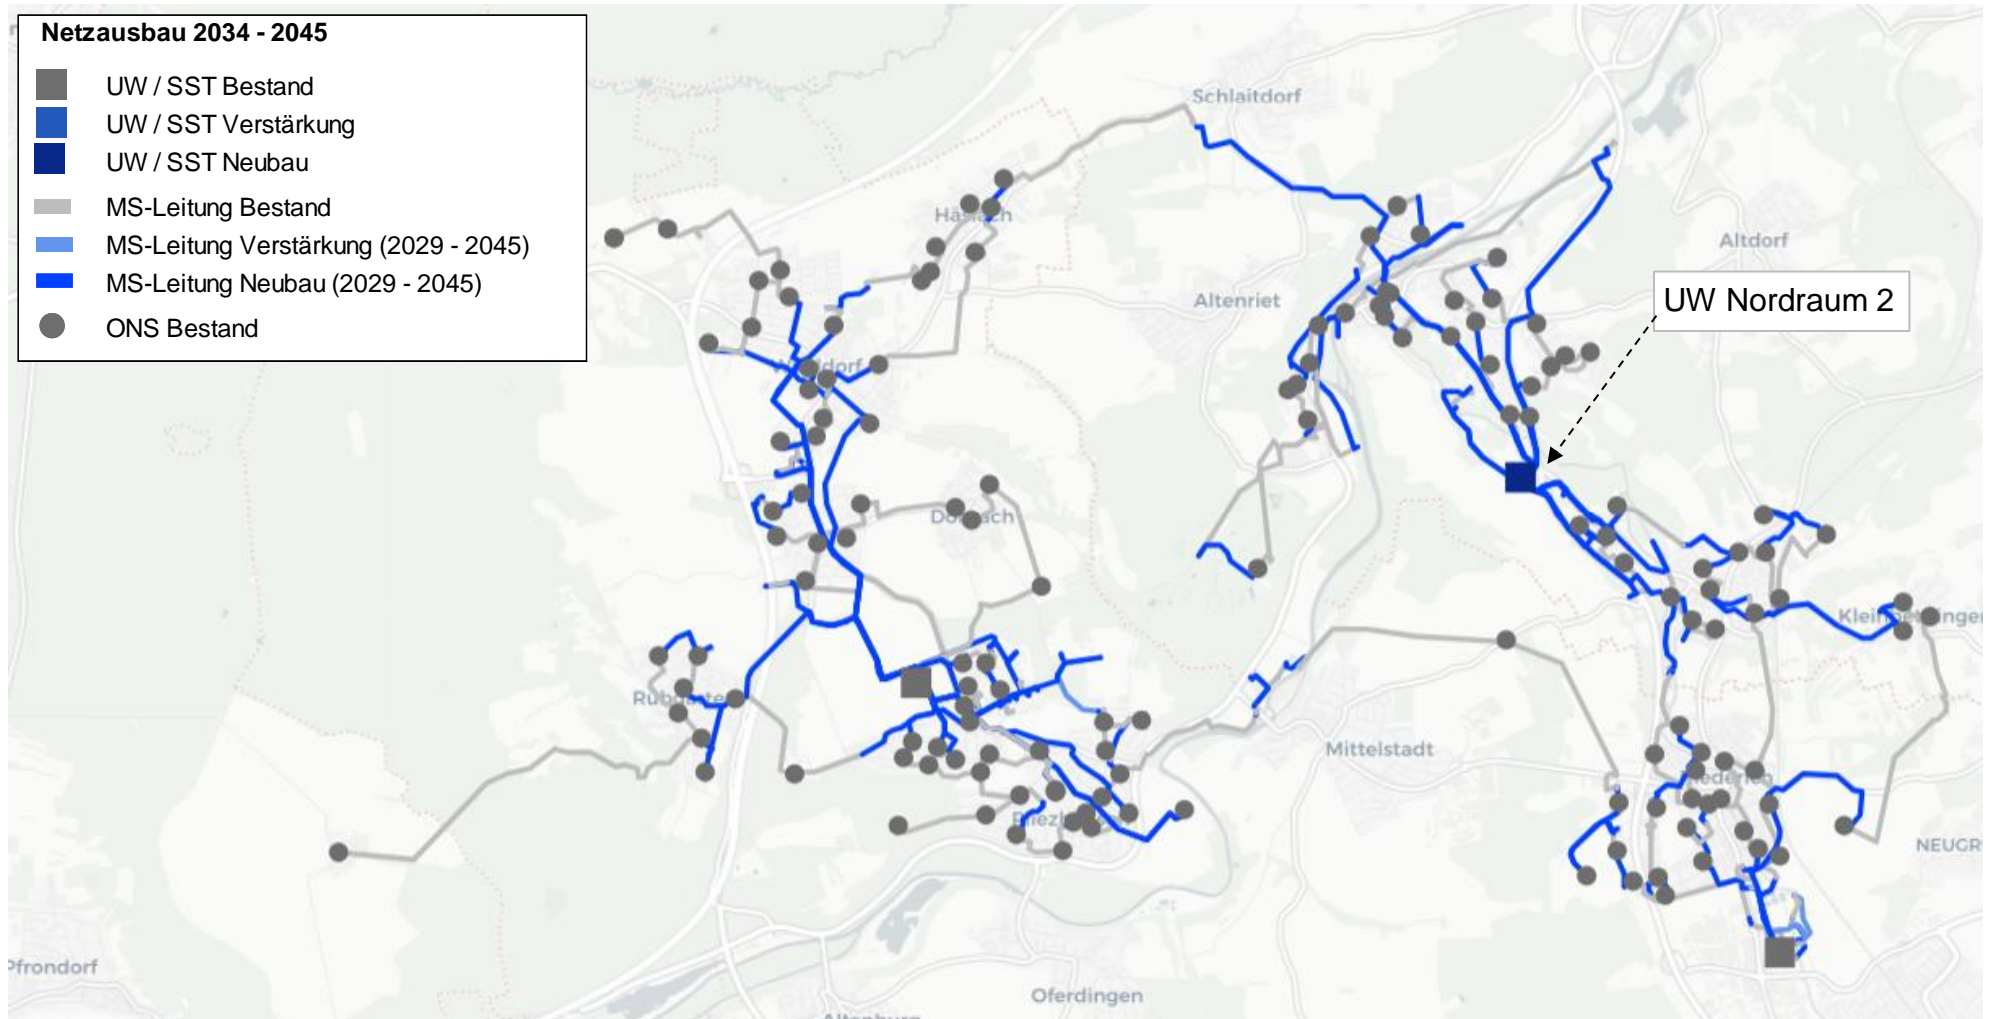 Netzausbau 2034 - 2045
UW / SST Bestand
UW / SST Verstärkung
UW / SST Neubau
MS-Leitung Bestand
MS-Leitung Verstärkung (2029 - 2045)
MS-Leitung Neubau (2029 - 2045)
ONS Bestand
Schlaitdorf
Altdorf
Altenriet
UW Nordraum 2
Mittelstadt
NEUGR
Pfrondorf
Oferdingen